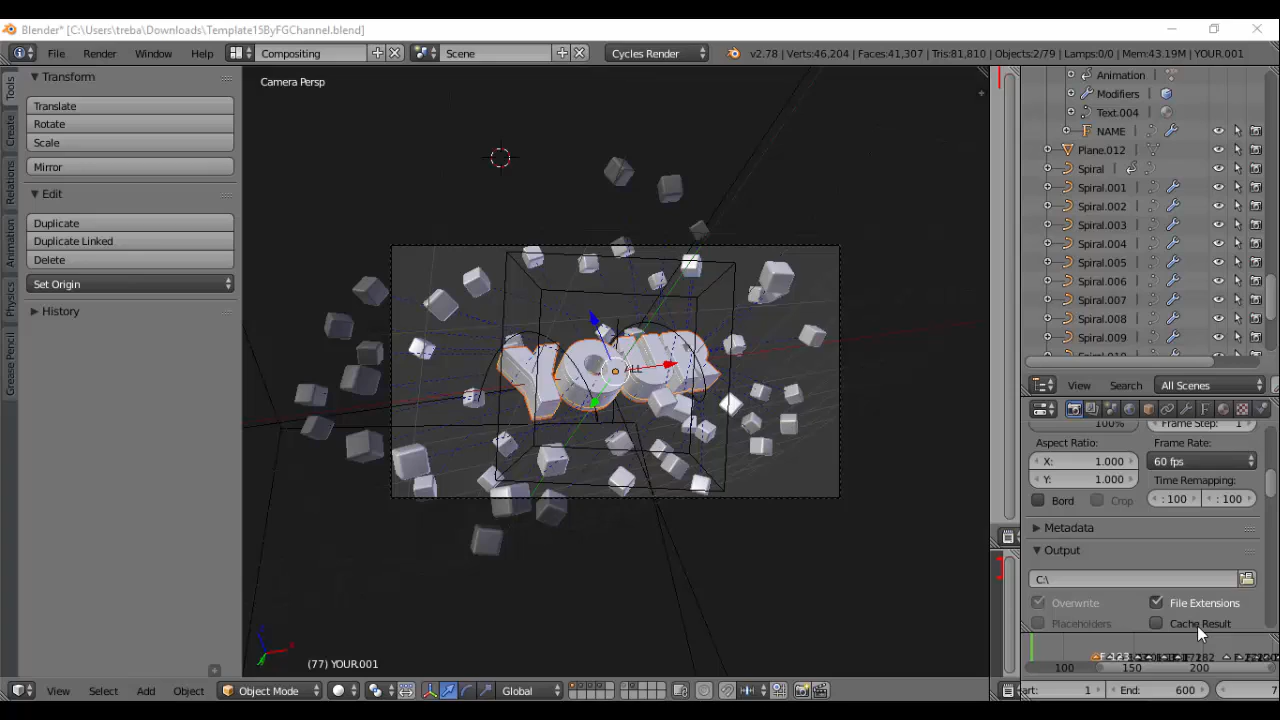 Blender* [C:\Users\treba\Downloads\Template15ByFGChannel.blend]
File Render Window Help Compositing Scene Cycles Render v2.78 | Verts:46,204 | Faces:41,307 | Tris:81,810 | Objects:2/79 | Lamps:0/0 | Mem:43.19M | YOUR.001
Tools
Create
Relations
Animation
Physics
Grease Pencil
Transform
Translate
Rotate
Scale
Mirror
Edit
Duplicate
Duplicate Linked
Delete
Set Origin
History
Camera Persp
YOUR
(77) YOUR.001
View Select Add Object Object Mode Global
Animation
Modifiers
Text.004
NAME
Plane.012
Spiral
Spiral.001
Spiral.002
Spiral.003
Spiral.004
Spiral.005
Spiral.006
Spiral.007
Spiral.008
Spiral.009
View Search All Scenes
100% Frame Step: 1
Aspect Ratio: Frame Rate:
X: 1.000 60 fps
Y: 1.000 Time Remapping:
Bord Crop : 100 : 100
Metadata
Output
C:\
Overwrite File Extensions
Placeholders Cache Result
100 150 200
art: 1 End: 600 7